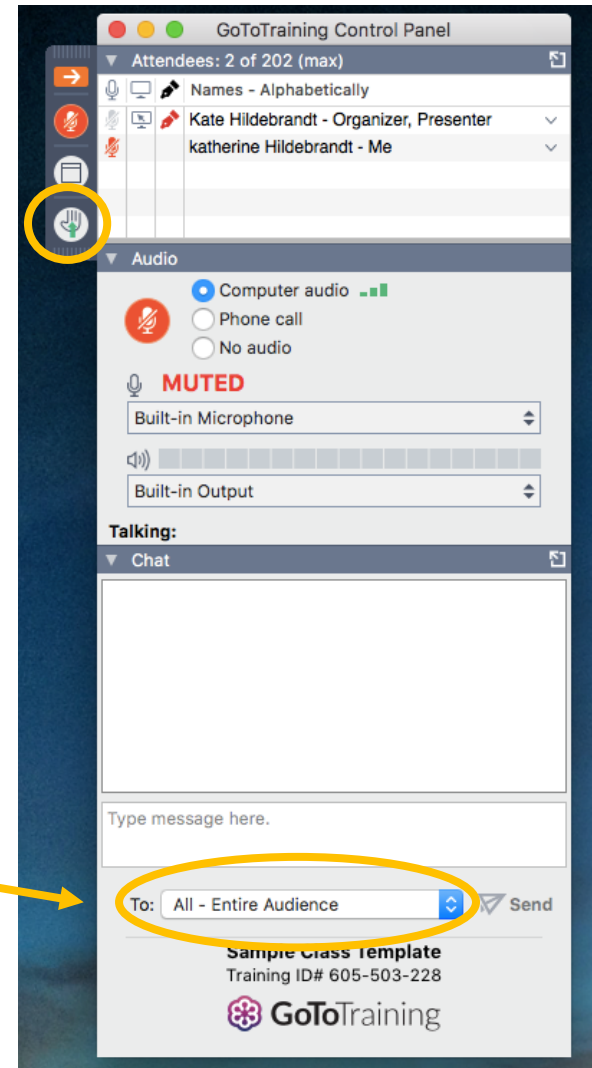 GoToTraining Control Panel
Attendees: 2 of 202 (max)
Names - Alphabetically
Kate Hildebrandt - Organizer, Presenter
katherine Hildebrandt - Me
Audio
Computer audio
Phone call
No audio
MUTED
Built-in Microphone
Built-in Output
Talking:
Chat
Type message here.
To: All - Entire Audience Send
Sample Class Template
Training ID# 605-503-228
GoToTraining